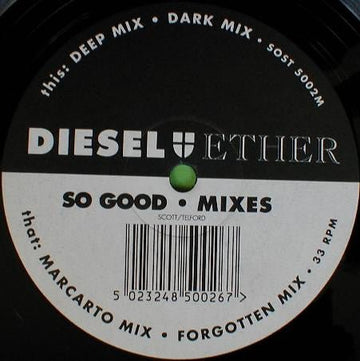 this: DEEP MIX • DARK MIX • SOST 5002M
DIESEL ETHER
SO GOOD • MIXES
SCOTT/TELFORD
5 023248 500267 >
that: MARCARTO MIX • FORGOTTEN MIX • 33 RPM